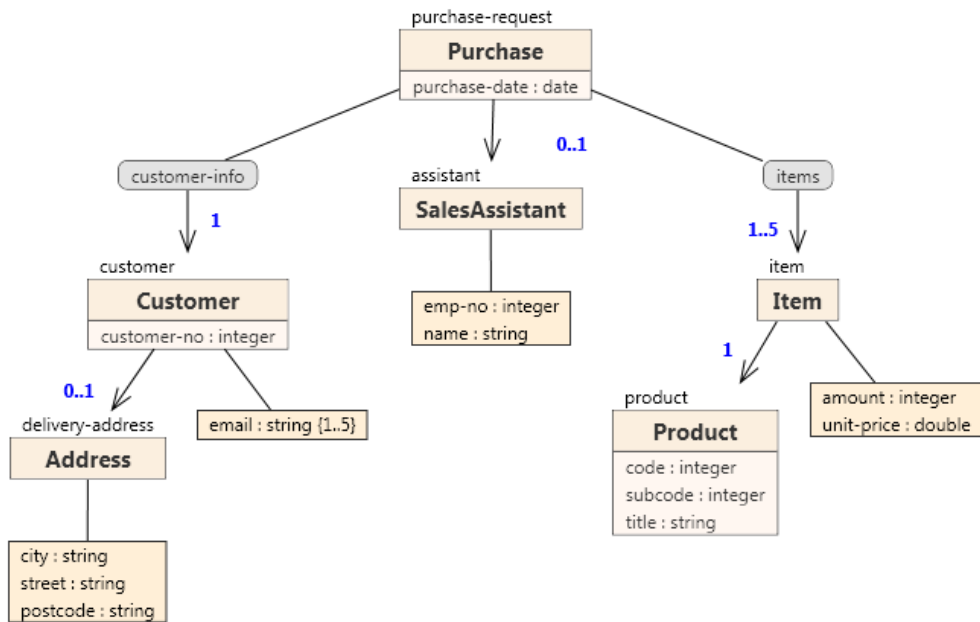 purchase-request
Purchase
purchase-date : date
customer-info
0..1
items
1
assistant
SalesAssistant
1..5
customer
Customer
customer-no : integer
emp-no : integer
name : string
item
Item
0..1
email : string {1..5}
1
delivery-address
Address
product
Product
code : integer
subcode : integer
title : string
amount : integer
unit-price : double
city : string
street : string
postcode : string